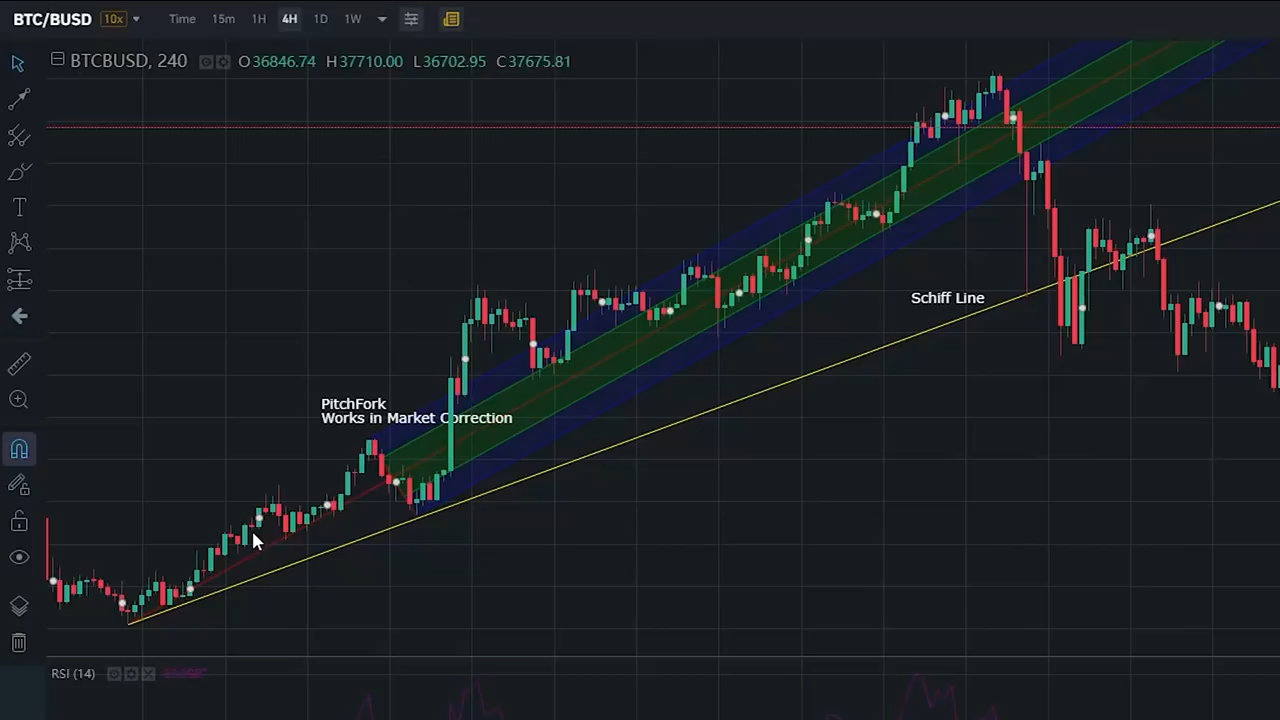 BTC/BUSD 10x Time 15m 1H 4H 1D 1W
BTCBUSD, 240 O36846.74 H37710.00 L36702.95 C37675.81
Schiff Line
PitchFork
Works in Market Correction
RSI (14)